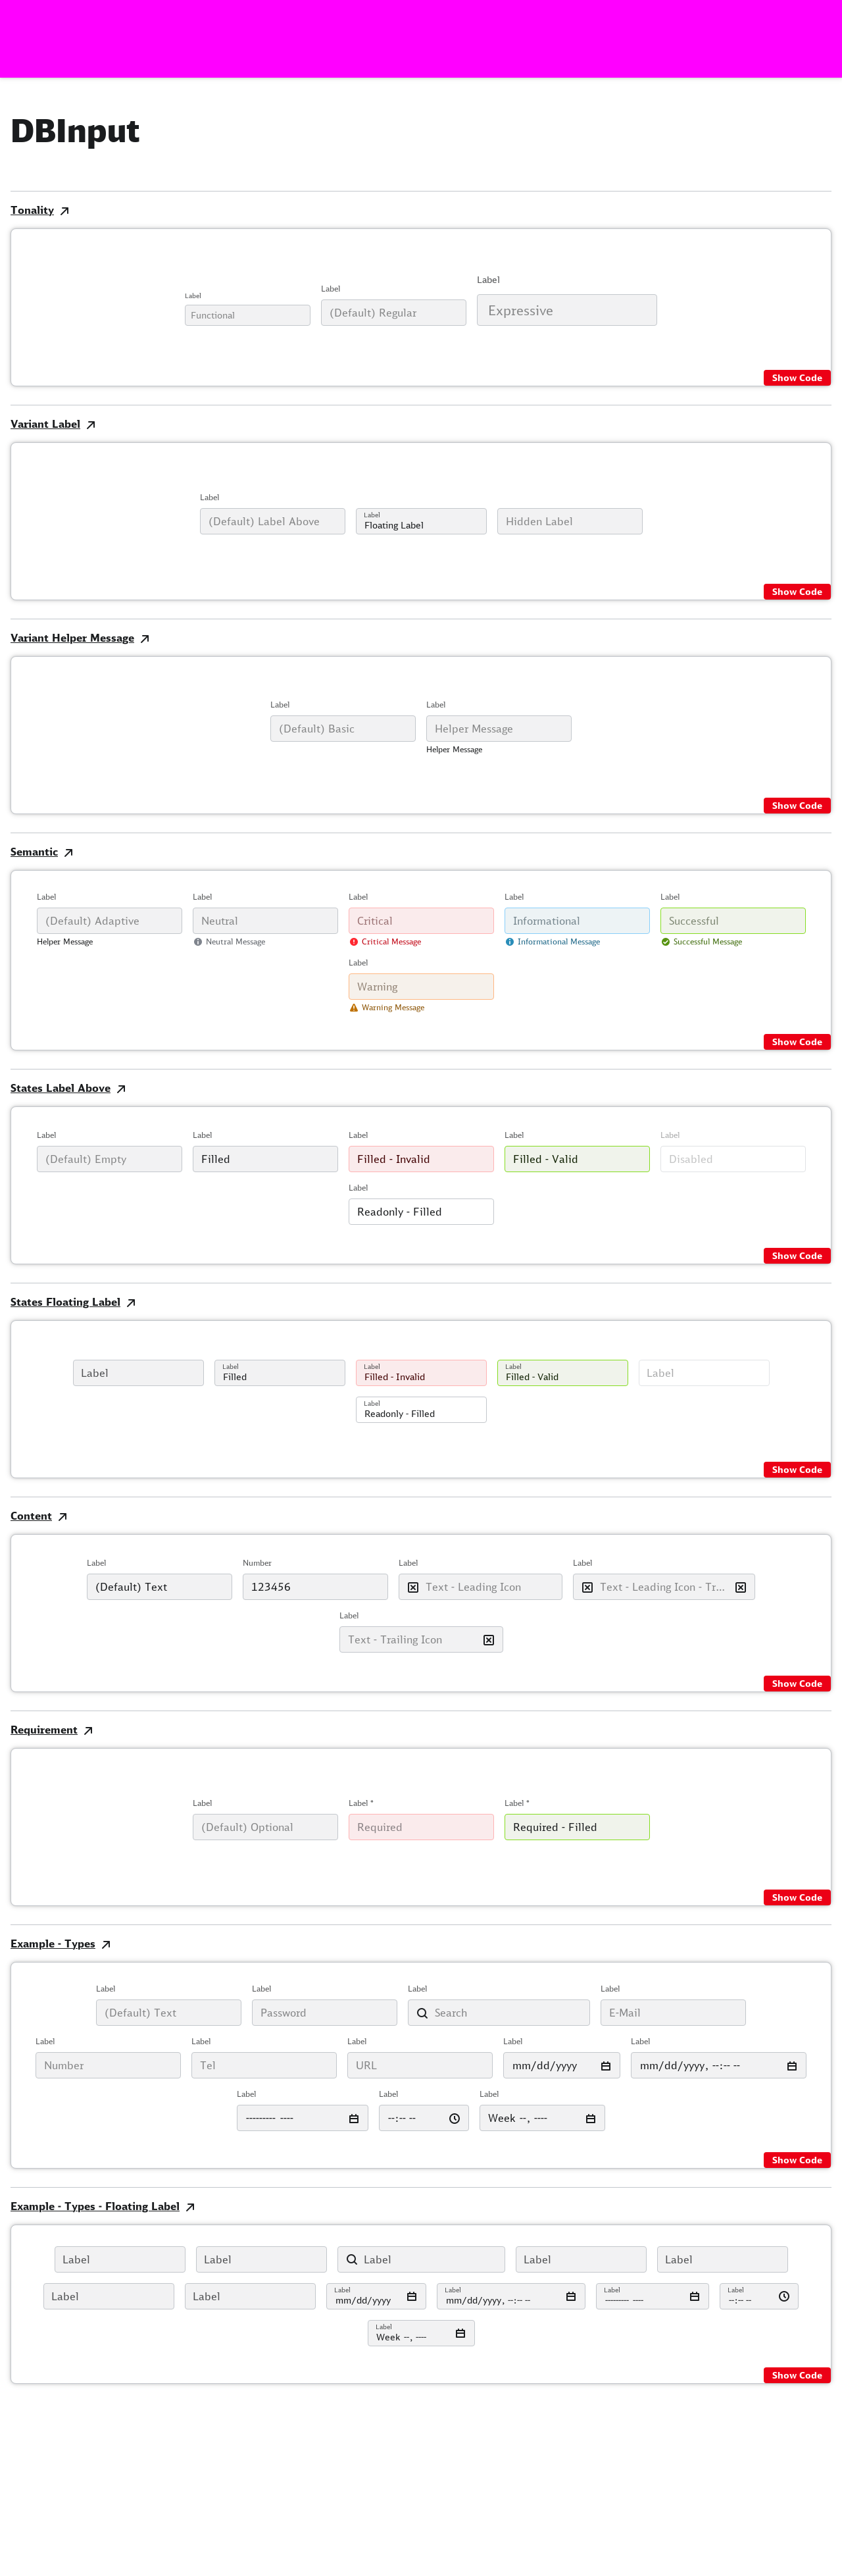 DBInput
Tonality
Label
Functional
Label
(Default) Regular
Label
Expressive
Show Code
Variant Label
Label
(Default) Label Above
Label
Floating Label
Hidden Label
Show Code
Variant Helper Message
Label
(Default) Basic
Label
Helper Message
Helper Message
Show Code
Semantic
Label
(Default) Adaptive
Helper Message
Label
Neutral
Neutral Message
Label
Critical
Critical Message
Label
Informational
Informational Message
Label
Successful
Successful Message
Label
Warning
Warning Message
Show Code
States Label Above
Label
(Default) Empty
Label
Filled
Label
Filled - Invalid
Label
Filled - Valid
Label
Disabled
Label
Readonly - Filled
Show Code
States Floating Label
Label
Label
Filled
Label
Filled - Invalid
Label
Filled - Valid
Label
Label
Readonly - Filled
Show Code
Content
Label
(Default) Text
Number
123456
Label
Text - Leading Icon
Label
Text - Leading Icon - Tr...
Label
Text - Trailing Icon
Show Code
Requirement
Label
(Default) Optional
Label *
Required
Label *
Required - Filled
Show Code
Example - Types
Label
(Default) Text
Label
Password
Label
Search
Label
E-Mail
Label
Number
Label
Tel
Label
URL
Label
mm/dd/yyyy
Label
mm/dd/yyyy, --:-- --
Label
--------- ----
Label
--:-- --
Label
Week --, ----
Show Code
Example - Types - Floating Label
Label
Label
Label
Label
Label
Label
Label
Label
mm/dd/yyyy
Label
mm/dd/yyyy, --:-- --
Label
--------- ----
Label
--:-- --
Label
Week --, ----
Show Code